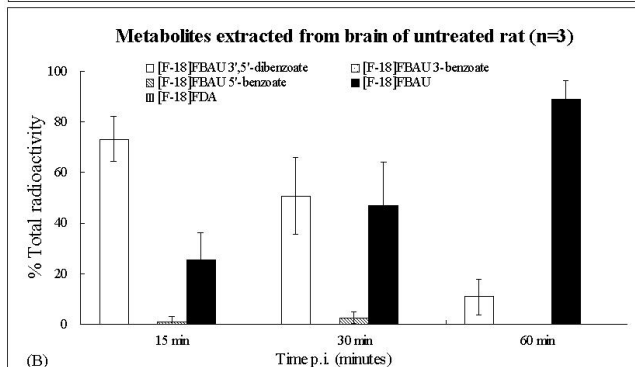 Metabolites extracted from brain of untreated rat (n=3)
[F-18]FBAU 3',5'-dibenzoate [F-18]FBAU 3-benzoate
[F-18]FBAU 5'-benzoate [F-18]FBAU
[F-18]FDA
% Total radioactivity
100
80
60
40
20
0
15 min 30 min 60 min
Time p.i. (minutes)
(B)